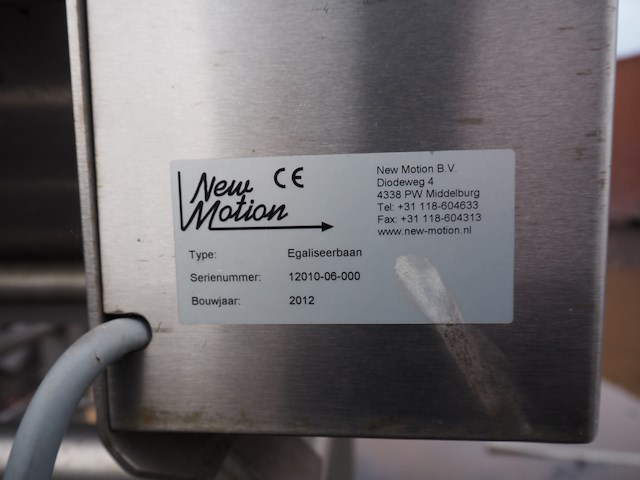 New Motion
CE
New Motion B.V.
Diodeweg 4
4338 PW Middelburg
Tel: +31 118-604633
Fax: +31 118-604313
www.new-motion.nl
Type: Egaliseerbaan
Serienummer: 12010-06-000
Bouwjaar: 2012